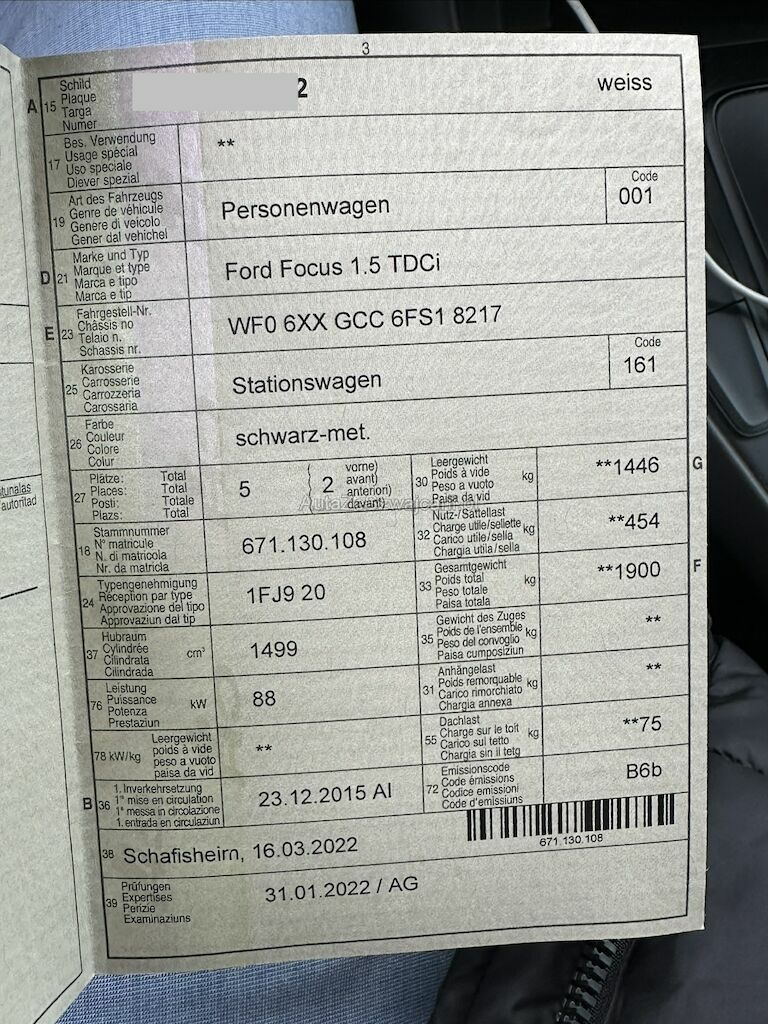 3
A 15 Schild
Plaque
Targa
Numer
2 weiss
17 Bes. Verwendung
Usage spécial
Uso speciale
Diever spezial
**
19 Art des Fahrzeugs
Genre de véhicule
Genere di veicolo
Gener dal vehichel
Personenwagen
Code
001
D 21 Marke und Typ
Marque et type
Marca e tipo
Marca e tip
Ford Focus 1.5 TDCi
E 23 Fahrgestell-Nr.
Châssis no
Telaio n.
Schassis nr.
WF0 6XX GCC 6FS1 8217
25 Karosserie
Carrosserie
Carrozzeria
Carossaria
Stationswagen
Code
161
26 Farbe
Couleur
Colore
Colur
schwarz-met.
27 Plätze: Total
Places: Total
Posti: Totale
Plazs: Total
5 ( 2 vorne)
avant)
anteriori)
davant)
30 Leergewicht
Poids à vide
Peso a vuoto kg
Paisa da vid
**1446 G
18 Stammnummer
N° matricule
N. di matricola
Nr. da matricla
671.130.108
32 Nutz-/Sattellast
Charge utile/sellette kg
Carico utile/sella
Chargia utila/sella
**454
24 Typengenehmigung
Réception par type
Approvazione del tipo
Approvaziun dal tip
1FJ9 20
33 Gesamtgewicht
Poids total kg
Peso totale
Paisa totala
**1900 F
37 Hubraum
Cylindrée cm³
Cilindrata
Cilindrada
1499
35 Gewicht des Zuges
Poids de l'ensemble kg
Peso del convoglio
Paisa cumposiziun
**
76 Leistung
Puissance kW
Potenza
Prestaziun
88
31 Anhängelast
Poids remorquable kg
Carico rimorchiato
Chargia annexa
**
78 kW/kg Leergewicht
poids à vide
peso a vuoto
paisa da vid
**
55 Dachlast
Charge sur le toit kg
Carico sul tetto
Chargia sin il tetg
**75
B 36 1. Inverkehrsetzung
1re mise en circulation
1a messa in circolazione
1. entrada en circulaziun
23.12.2015 AI
72 Emissionscode
Code émissions
Codice emissioni
Code d'emissiuns
B6b
671.130.108
38 Schafisheim, 16.03.2022
39 Prüfungen
Expertises
Perizie
Examinaziuns
31.01.2022 / AG